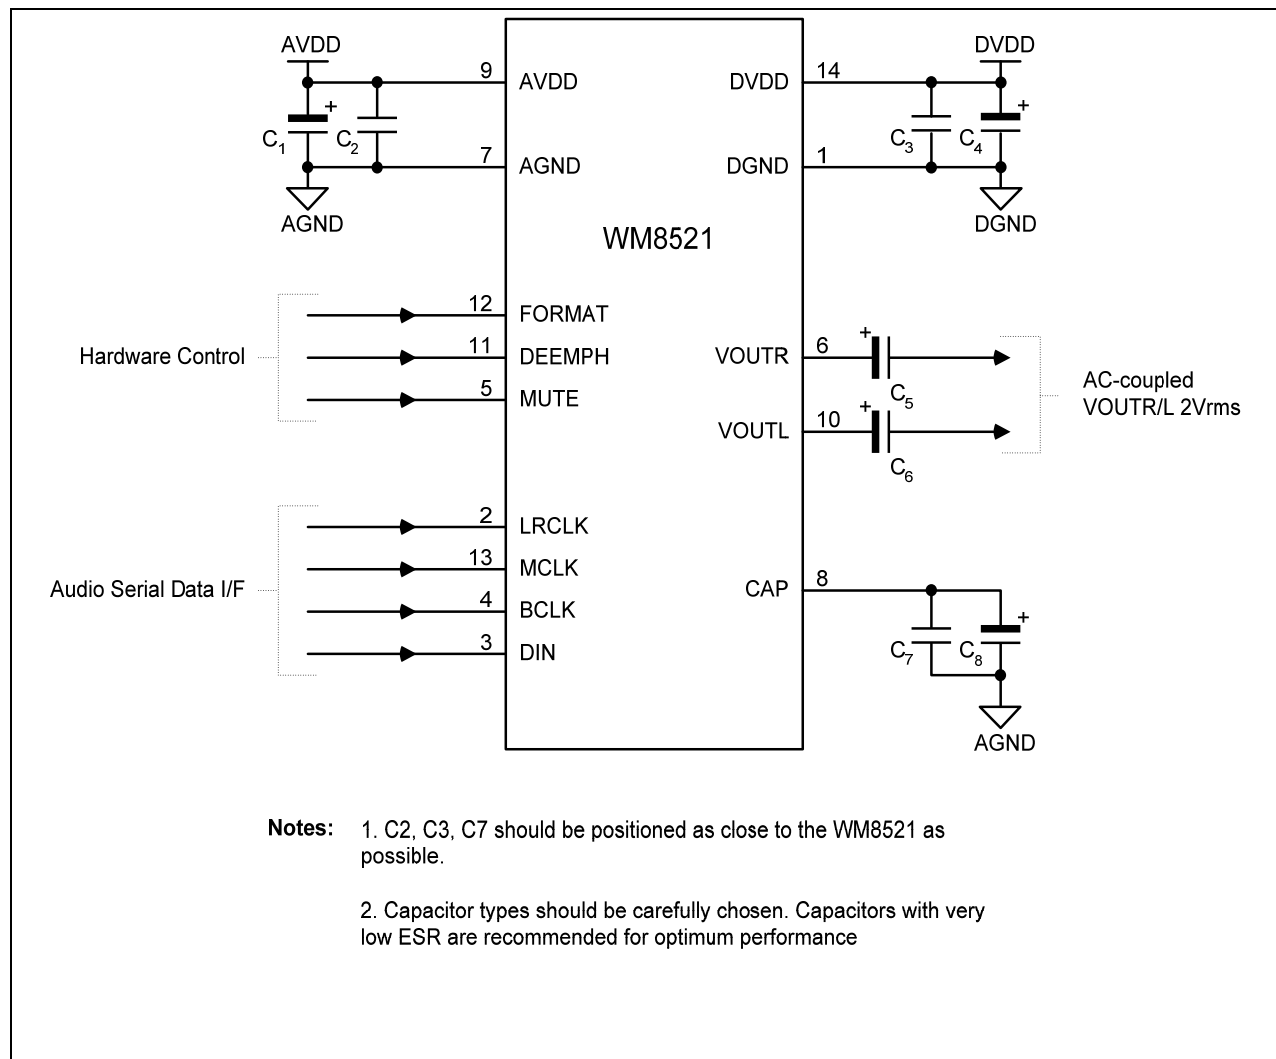 AVDD
9
AVDD
+
C1
C2
7
AGND
AGND
DVDD
14
DVDD
+
C3
C4
1
DGND
DGND
WM8521
Hardware Control
12
FORMAT
11
DEEMPH
5
MUTE
VOUTR
6
+
C5
VOUTL
10
+
C6
AC-coupled
VOUTR/L 2Vrms
Audio Serial Data I/F
2
LRCLK
13
MCLK
4
BCLK
3
DIN
CAP
8
+
C7
C8
AGND
Notes: 1. C2, C3, C7 should be positioned as close to the WM8521 as
possible.
2. Capacitor types should be carefully chosen. Capacitors with very
low ESR are recommended for optimum performance